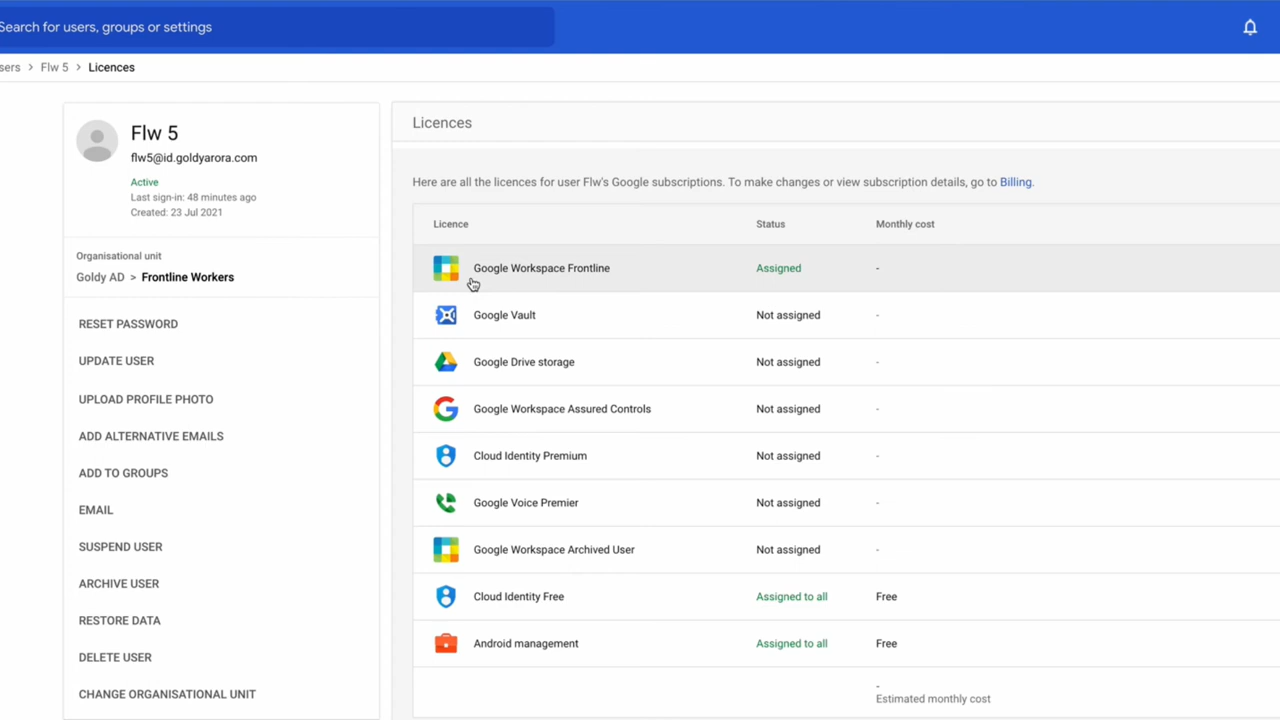 Search for users, groups or settings
sers > Flw 5 > Licences
Flw 5
flw5@id.goldyarora.com
Active
Last sign-in: 48 minutes ago
Created: 23 Jul 2021
Organisational unit
Goldy AD > Frontline Workers
RESET PASSWORD
UPDATE USER
UPLOAD PROFILE PHOTO
ADD ALTERNATIVE EMAILS
ADD TO GROUPS
EMAIL
SUSPEND USER
ARCHIVE USER
RESTORE DATA
DELETE USER
CHANGE ORGANISATIONAL UNIT
Licences
Here are all the licences for user Flw's Google subscriptions. To make changes or view subscription details, go to Billing.
Licence Status Monthly cost
Google Workspace Frontline Assigned -
Google Vault Not assigned -
Google Drive storage Not assigned -
Google Workspace Assured Controls Not assigned -
Cloud Identity Premium Not assigned -
Google Voice Premier Not assigned -
Google Workspace Archived User Not assigned -
Cloud Identity Free Assigned to all Free
Android management Assigned to all Free
-
Estimated monthly cost